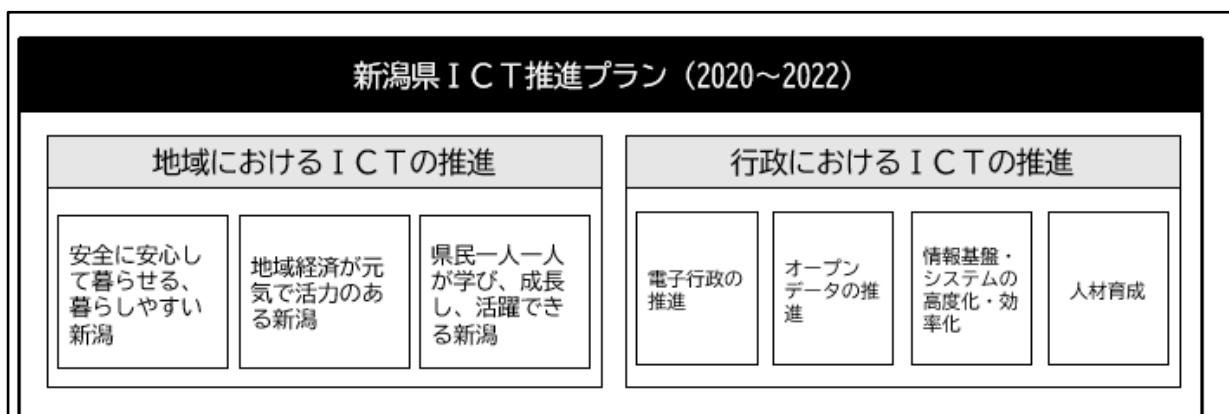 新潟県ＩＣＴ推進プラン（2020～2022）
地域におけるＩＣＴの推進
安全に安心し
て暮らせる、
暮らしやすい
新潟
地域経済が元
気で活力のあ
る新潟
県民一人一人
が学び、成長
し、活躍でき
る新潟
行政におけるＩＣＴの推進
電子行政の
推進
オープン
データの推
進
情報基盤・
システムの
高度化・効
率化
人材育成